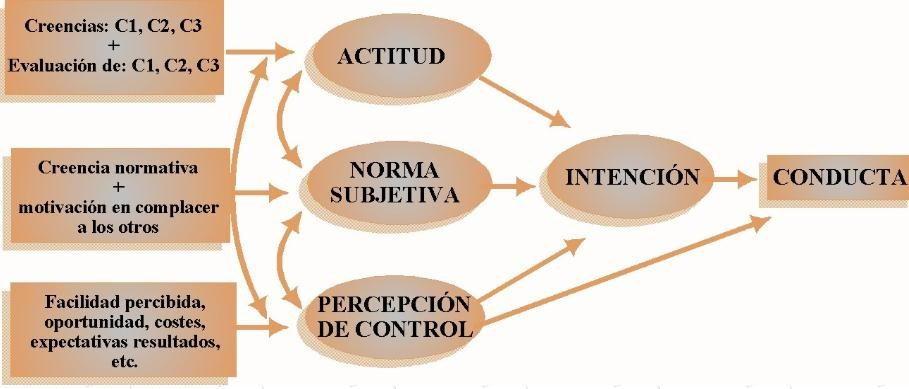 Creencias: C1, C2, C3
+
Evaluación de: C1, C2, C3
ACTITUD
Creencia normativa
+
motivación en complacer
a los otros
NORMA
SUBJETIVA
INTENCIÓN
CONDUCTA
Facilidad percibida,
oportunidad, costes,
expectativas resultados,
etc.
PERCEPCIÓN
DE CONTROL